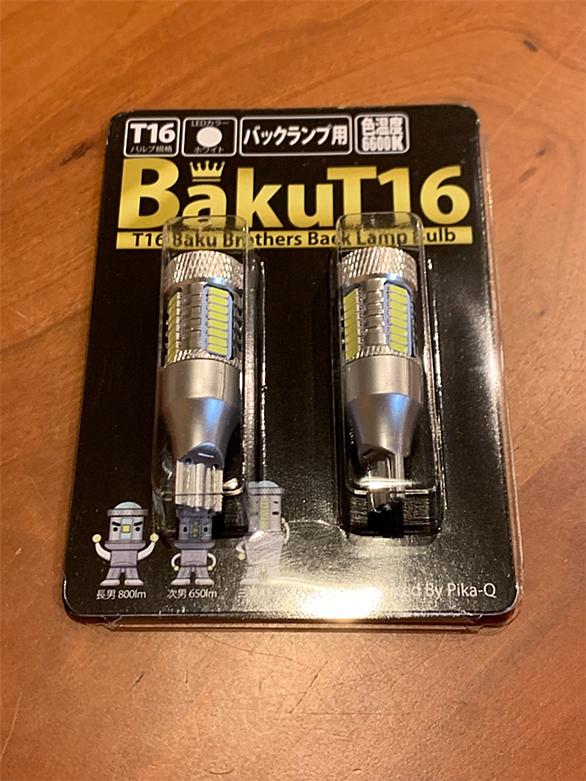 T16
バルブ規格
LEDカラー
ホワイト
バックランプ用
色温度
6600K
BakuT16
T16 Baku Brothers Back Lamp Bulb
長男 800lm
次男 650lm
By Pika-Q